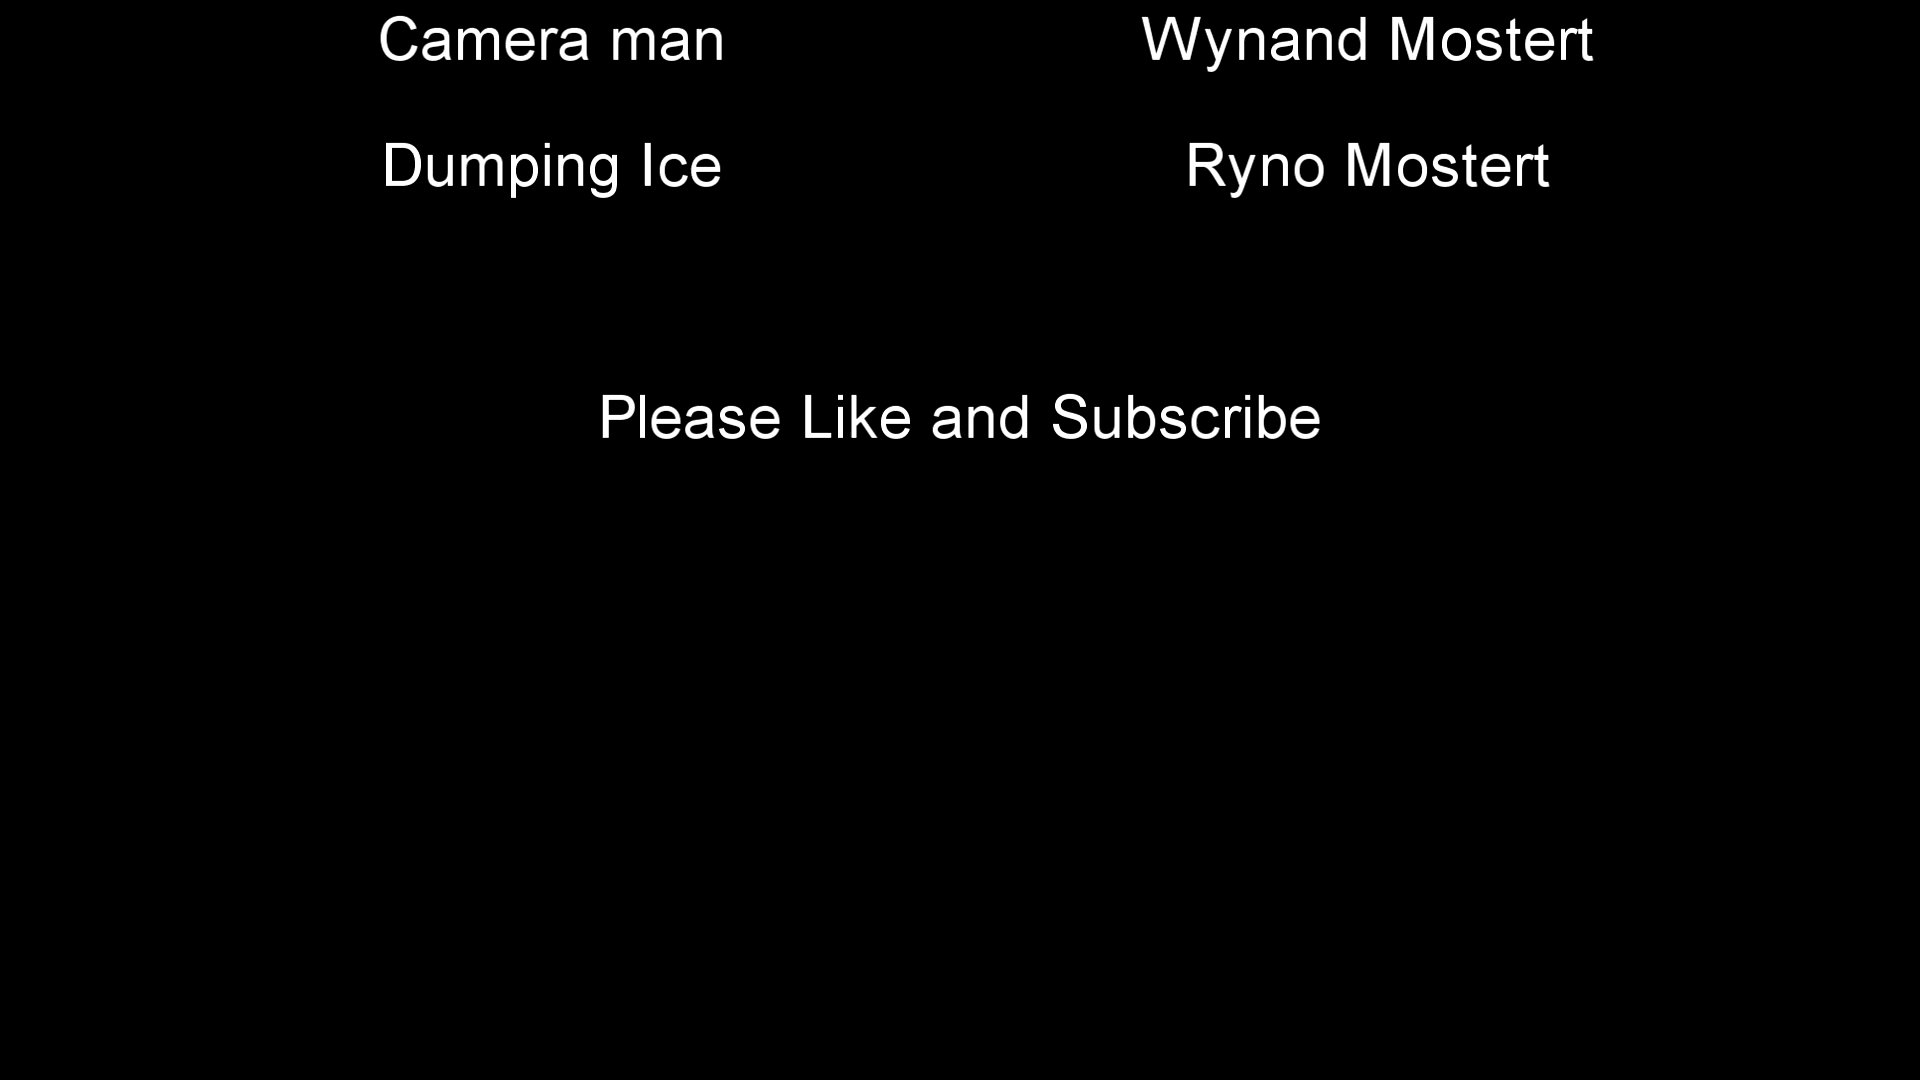 Camera man Wynand Mostert
Dumping Ice Ryno Mostert
Please Like and Subscribe